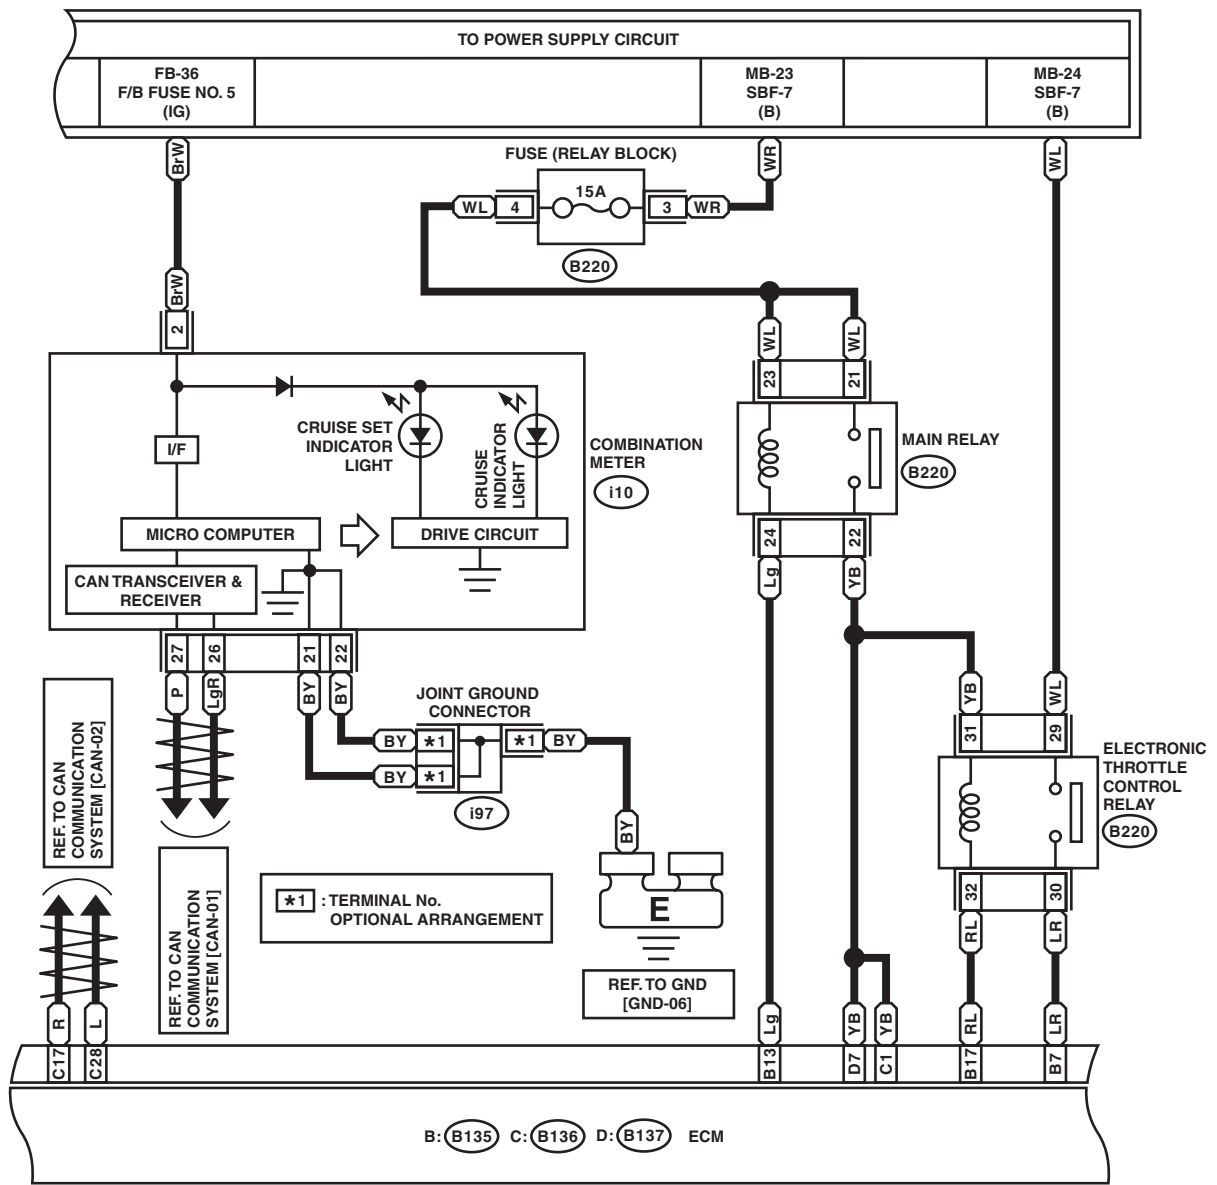 TO POWER SUPPLY CIRCUIT
FB-36
F/B FUSE NO. 5
(IG)
MB-23
SBF-7
(B)
MB-24
SBF-7
(B)
BrW
WR
WL
FUSE (RELAY BLOCK)
15A
WL
4
3
WR
B220
BrW
2
WL
WL
23
21
MAIN RELAY
B220
24
22
Lg
YB
I/F
CRUISE SET
INDICATOR
LIGHT
CRUISE
INDICATOR
LIGHT
COMBINATION
METER
i10
MICRO COMPUTER
DRIVE CIRCUIT
CAN TRANSCEIVER &
RECEIVER
27
26
21
22
P
LgR
BY
BY
JOINT GROUND
CONNECTOR
BY
*1
*1
BY
BY
*1
i97
BY
E
REF. TO GND
[GND-06]
YB
WL
31
29
ELECTRONIC
THROTTLE
CONTROL
RELAY
B220
32
30
RL
LR
REF. TO CAN
COMMUNICATION
SYSTEM [CAN-02]
REF. TO CAN
COMMUNICATION
SYSTEM [CAN-01]
*1 : TERMINAL No.
OPTIONAL ARRANGEMENT
R
L
Lg
YB
YB
RL
LR
C17
C28
B13
D7
C1
B17
B7
B: B135 C: B136 D: B137 ECM